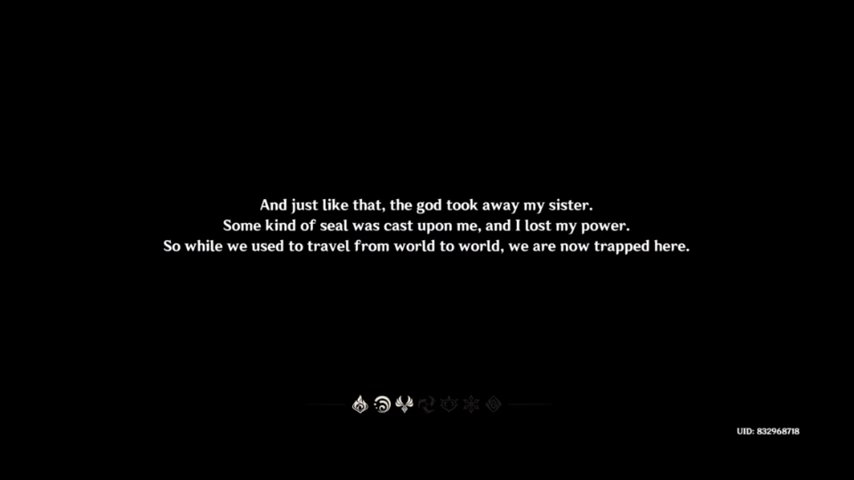 And just like that, the god took away my sister.
Some kind of seal was cast upon me, and I lost my power.
So while we used to travel from world to world, we are now trapped here.
UID: 832968718